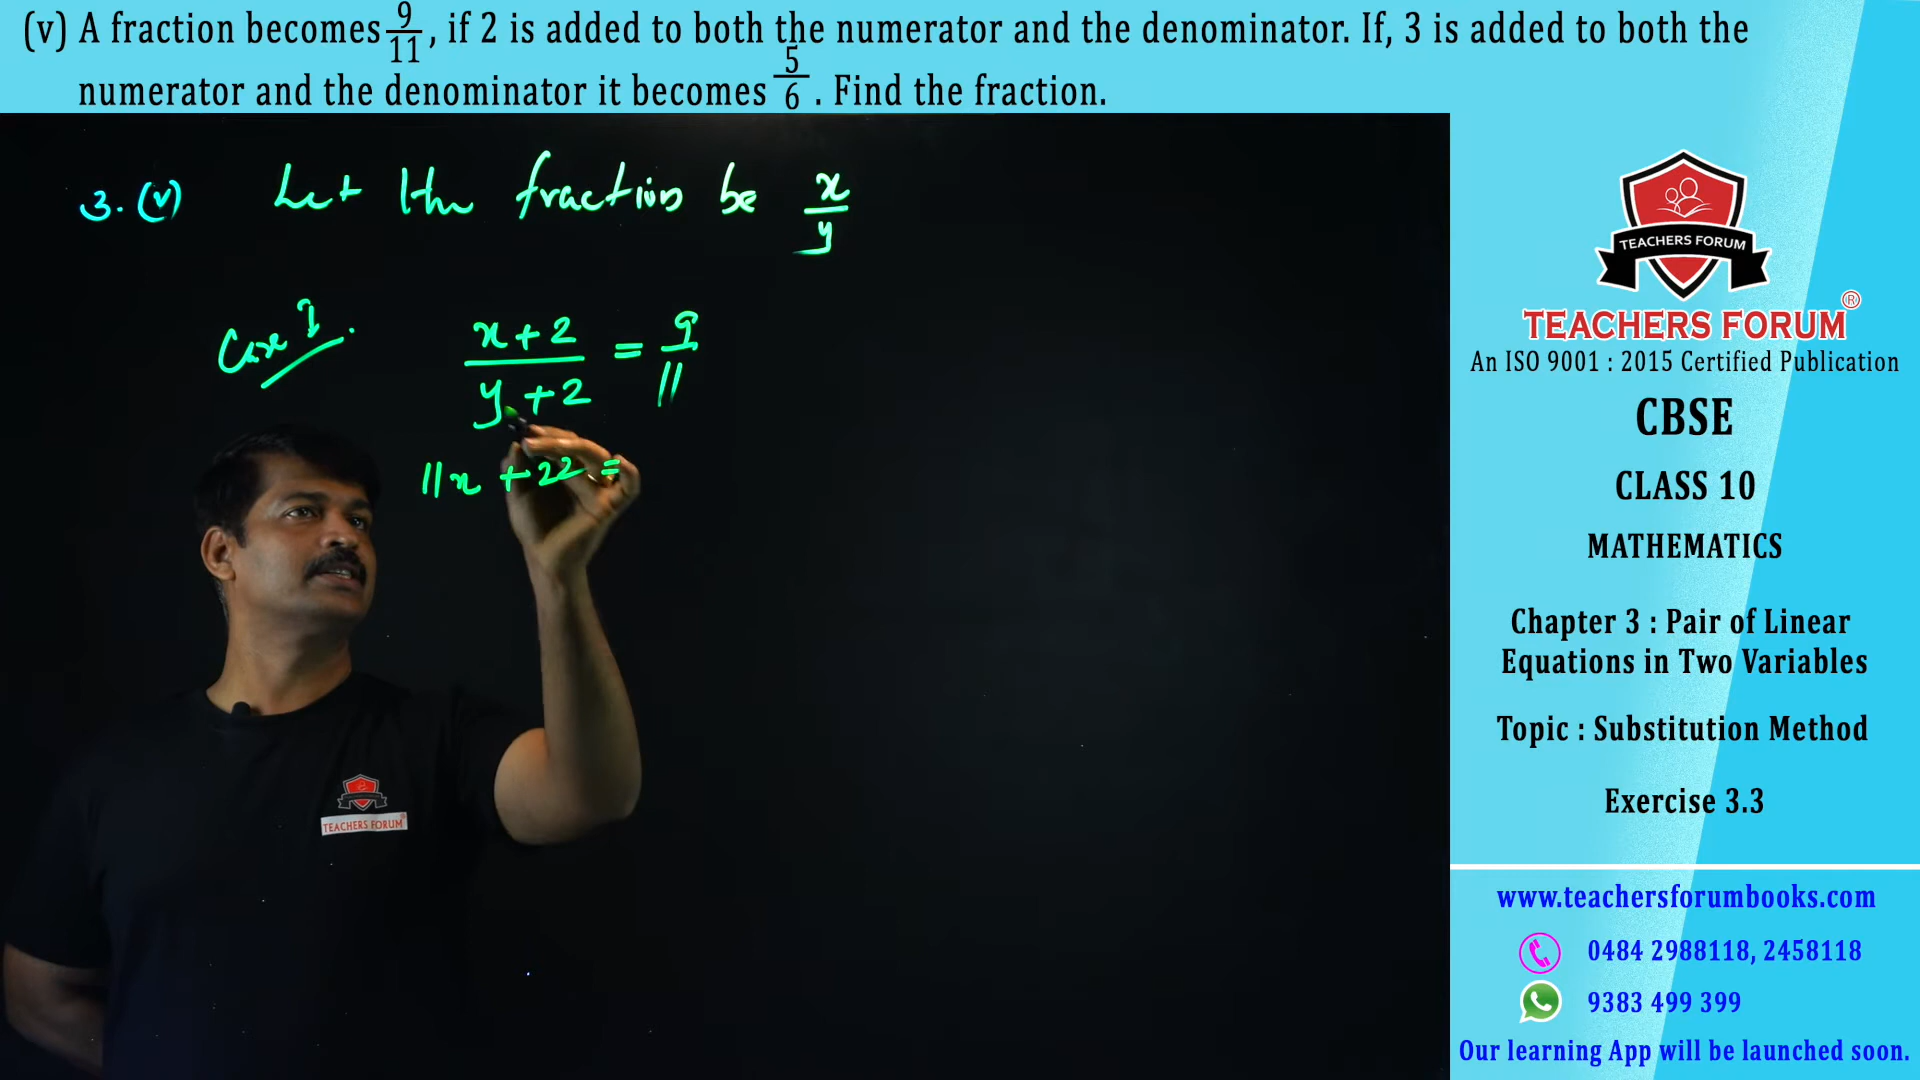 (v) A fraction becomes 9/11, if 2 is added to both the numerator and the denominator. If, 3 is added to both the
numerator and the denominator it becomes 5/6. Find the fraction.
3. (v) Let the fraction be x/y
Case I. (x+2)/(y+2) = 9/11
11x + 22 =
TEACHERS FORUM
TEACHERS FORUM®
An ISO 9001 : 2015 Certified Publication
CBSE
CLASS 10
MATHEMATICS
Chapter 3 : Pair of Linear
Equations in Two Variables
Topic : Substitution Method
Exercise 3.3
www.teachersforumbooks.com
0484 2988118, 2458118
9383 499 399
Our learning App will be launched soon.
TEACHERS FORUM®